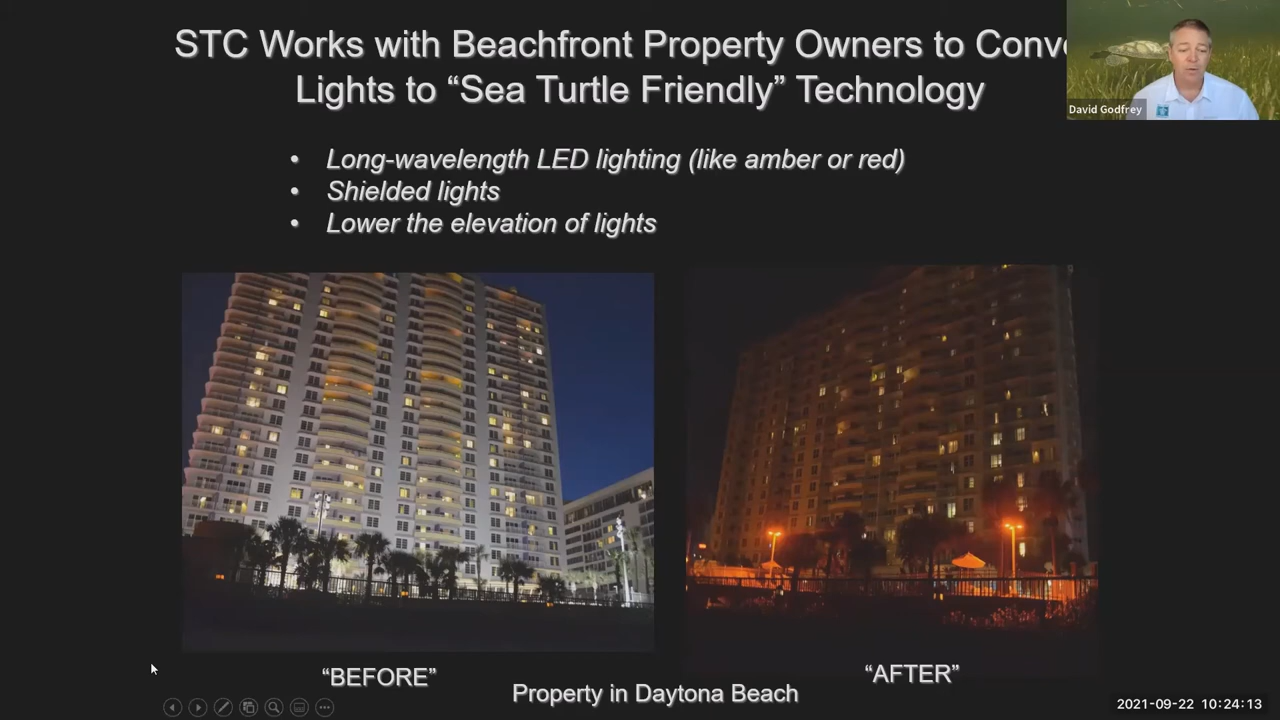 STC Works with Beachfront Property Owners to Conve
Lights to “Sea Turtle Friendly” Technology
David Godfrey
• Long-wavelength LED lighting (like amber or red)
• Shielded lights
• Lower the elevation of lights
“BEFORE”
“AFTER”
Property in Daytona Beach
2021-09-22 10:24:13